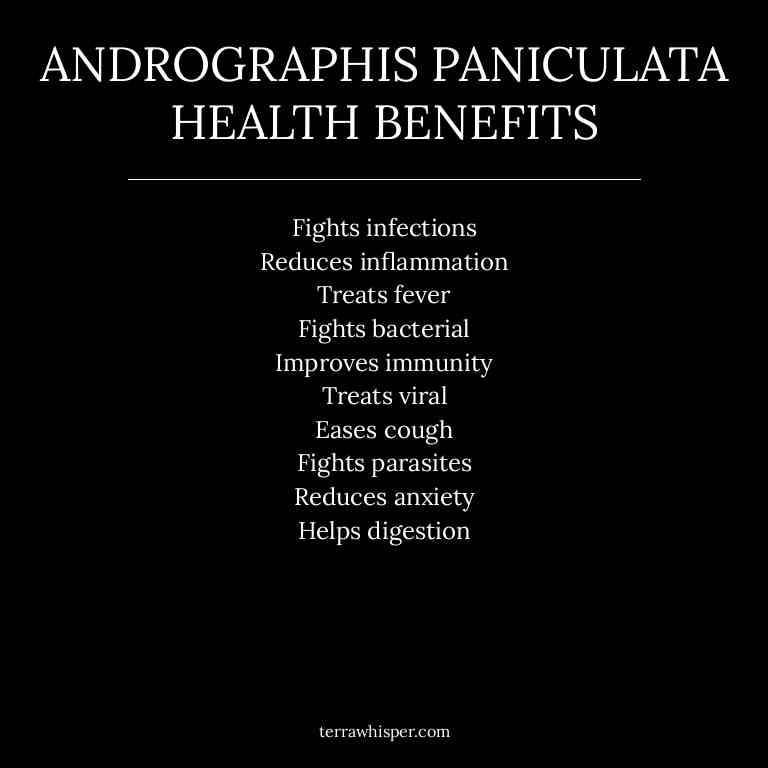 ANDROGRAPHIS PANICULATA
HEALTH BENEFITS
Fights infections
Reduces inflammation
Treats fever
Fights bacterial
Improves immunity
Treats viral
Eases cough
Fights parasites
Reduces anxiety
Helps digestion
terrawhisper.com